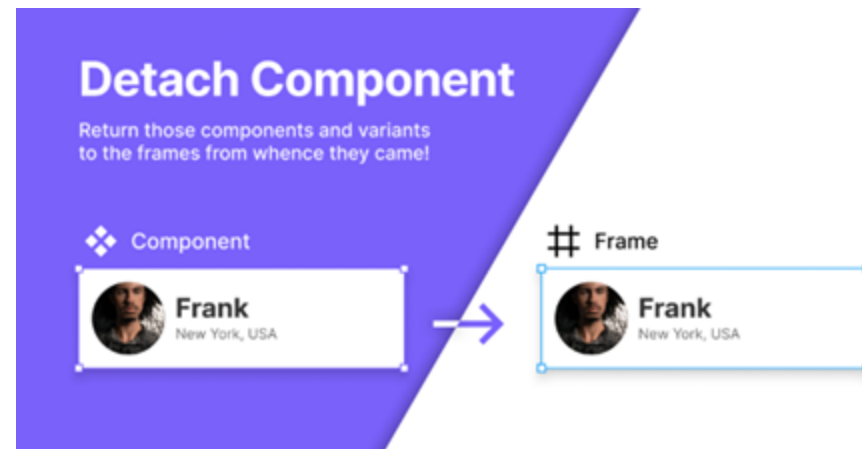 Detach Component
Return those components and variants
to the frames from whence they came!
Component
Frank
New York, USA
Frame
Frank
New York, USA